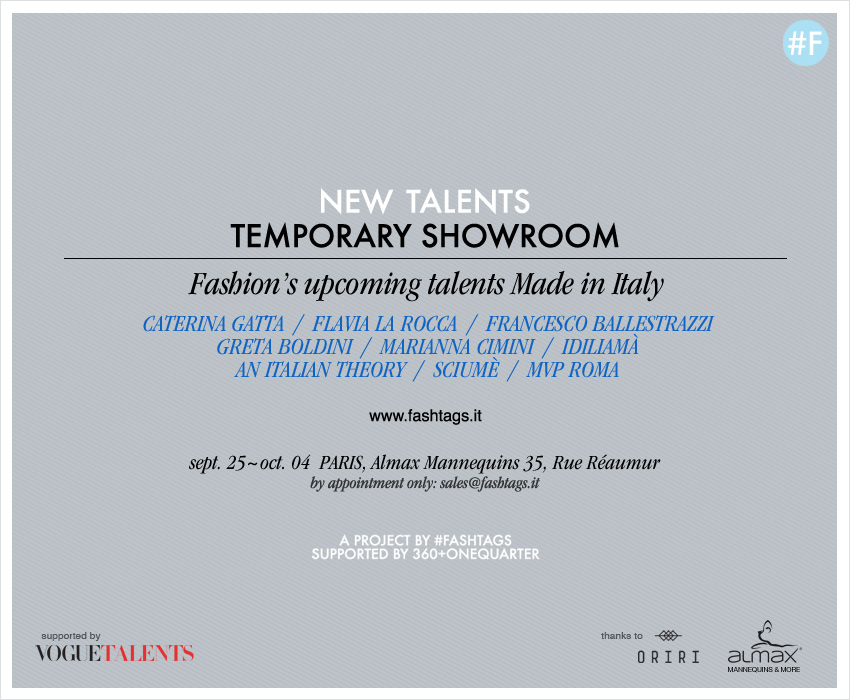 #F
NEW TALENTS
TEMPORARY SHOWROOM
Fashion's upcoming talents Made in Italy
CATERINA GATTA / FLAVIA LA ROCCA / FRANCESCO BALLESTRAZZI
GRETA BOLDINI / MARIANNA CIMINI / IDILIAMÀ
AN ITALIAN THEORY / SCIUMÈ / MVP ROMA
www.fashtags.it
sept. 25~oct. 04 PARIS, Almax Mannequins 35, Rue Réaumur
by appointment only: sales@fashtags.it
A PROJECT BY #FASHTAGS
SUPPORTED BY 360+ONEQUARTER
supported by
VOGUETALENTS
thanks to
ORIRI
almax®
MANNEQUINS & MORE